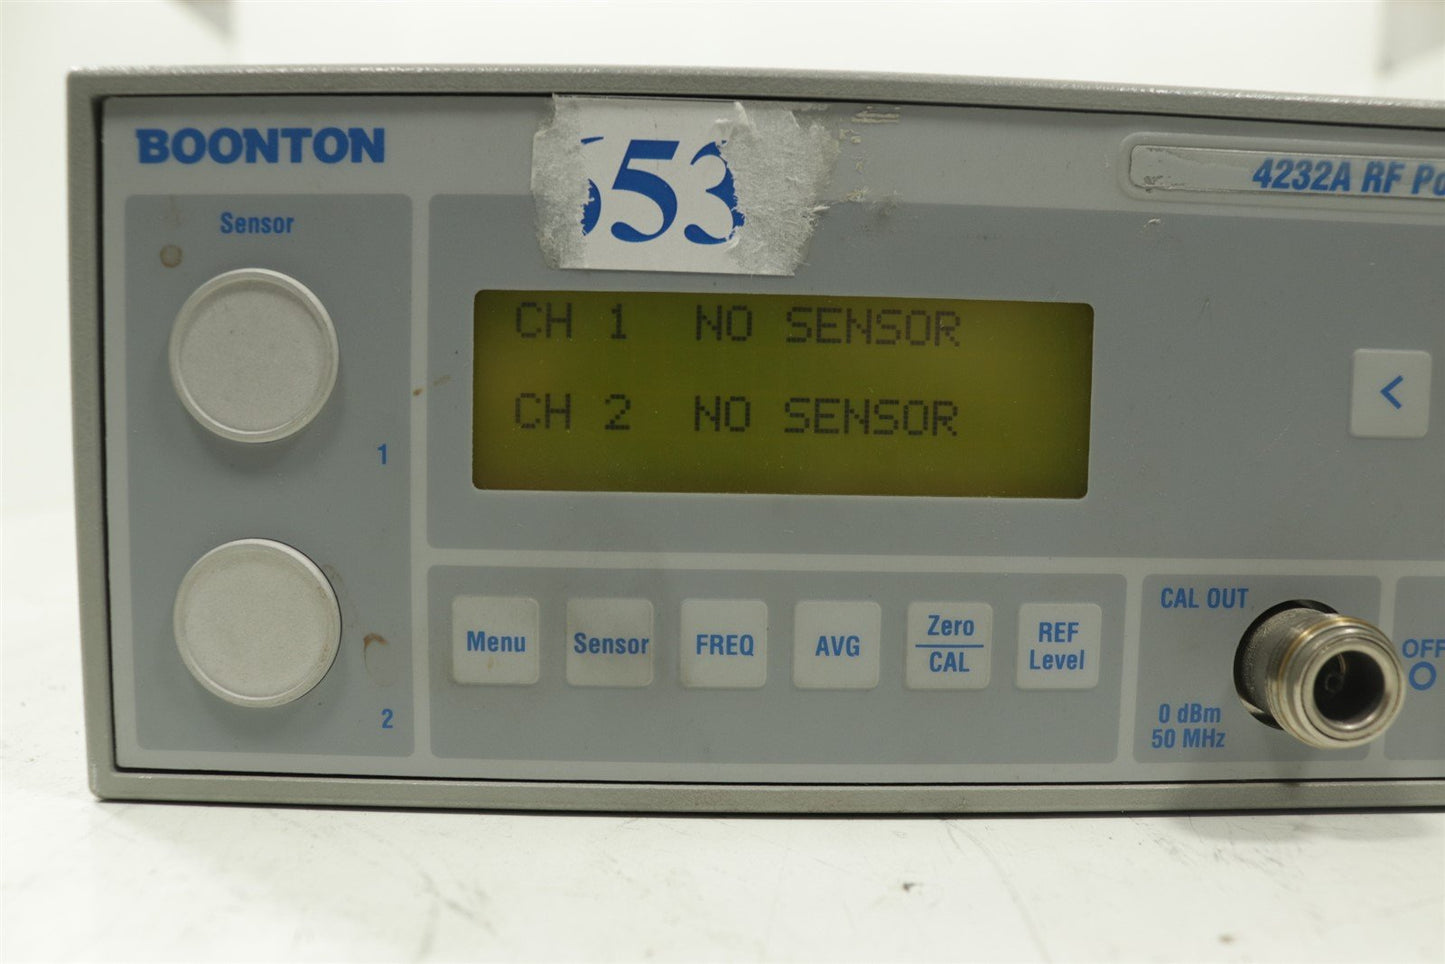 BOONTON
53
4232A RF
Sensor
1
2
CH 1 NO SENSOR
CH 2 NO SENSOR
<
Menu
Sensor
FREQ
AVG
Zero
CAL
REF
Level
CAL OUT
0 dBm
50 MHz
OFF